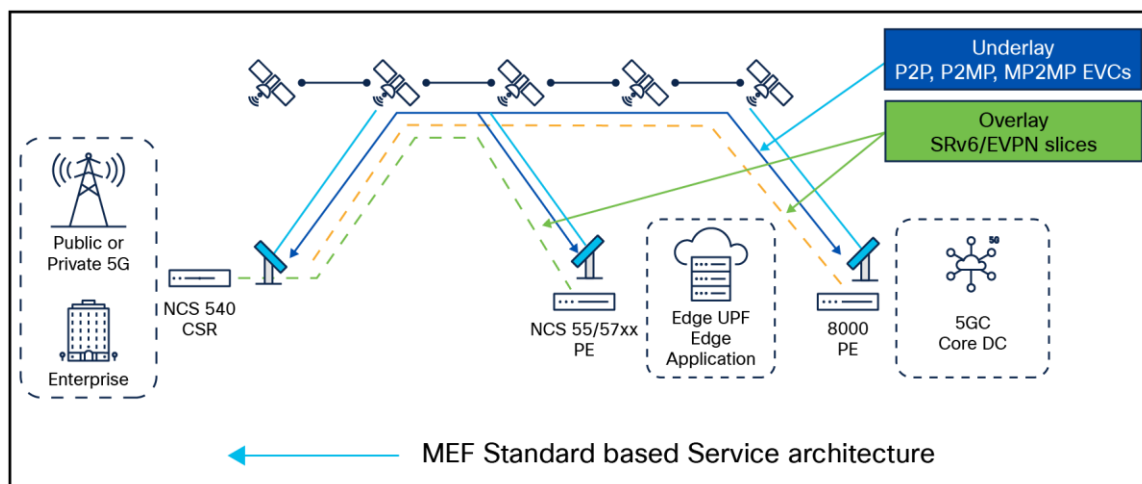 Underlay
P2P, P2MP, MP2MP EVCs
Overlay
SRv6/EVPN slices
Public or
Private 5G
Enterprise
NCS 540
CSR
NCS 55/57xx
PE
Edge UPF
Edge
Application
8000
PE
5G
5GC
Core DC
MEF Standard based Service architecture